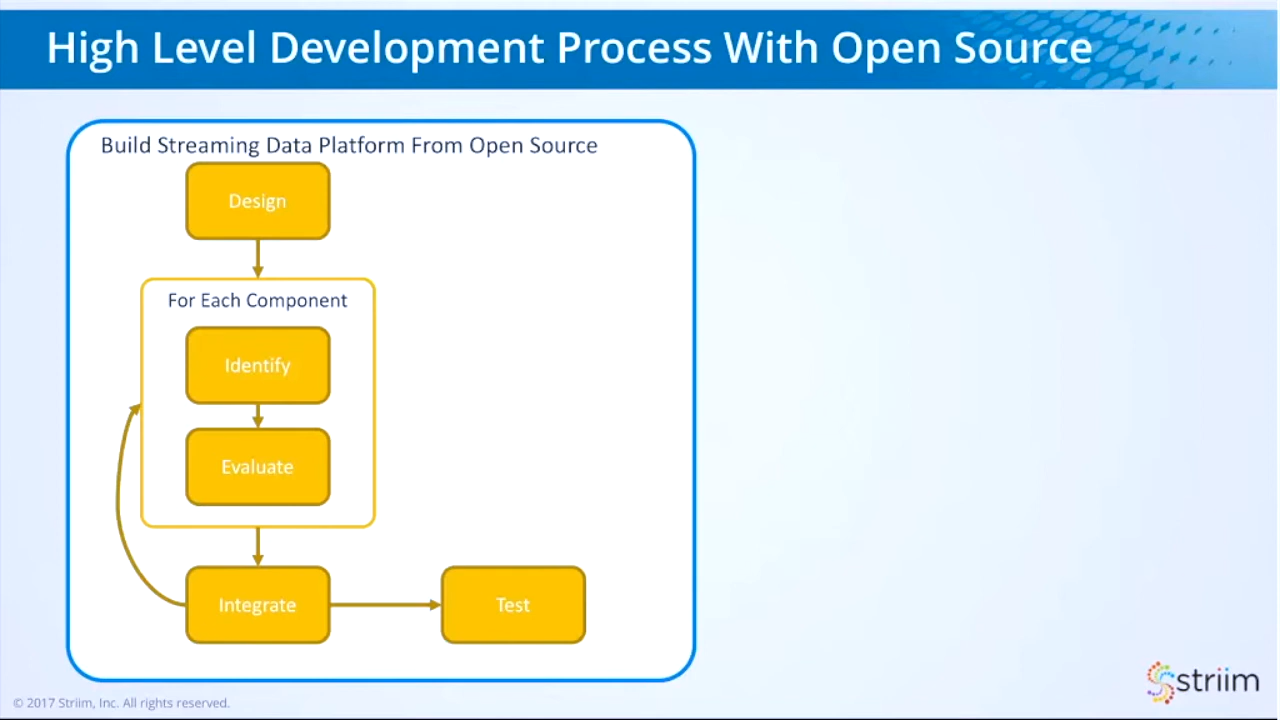 High Level Development Process With Open Source
Build Streaming Data Platform From Open Source
Design
For Each Component
Identify
Evaluate
Integrate
Test
striim
© 2017 Striim, Inc. All rights reserved.